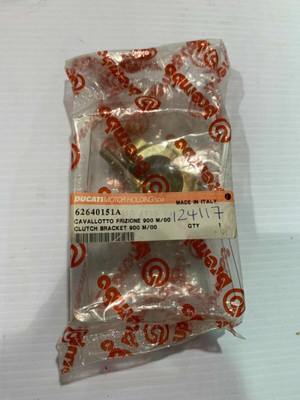 brembo
DUCATI MOTOR HOLDING spa MADE IN ITALY
62640151A
CAVALLOTTO FRIZIONE 900 M/00
CLUTCH BRACKET 900 M/00 QTY
124117
brembo